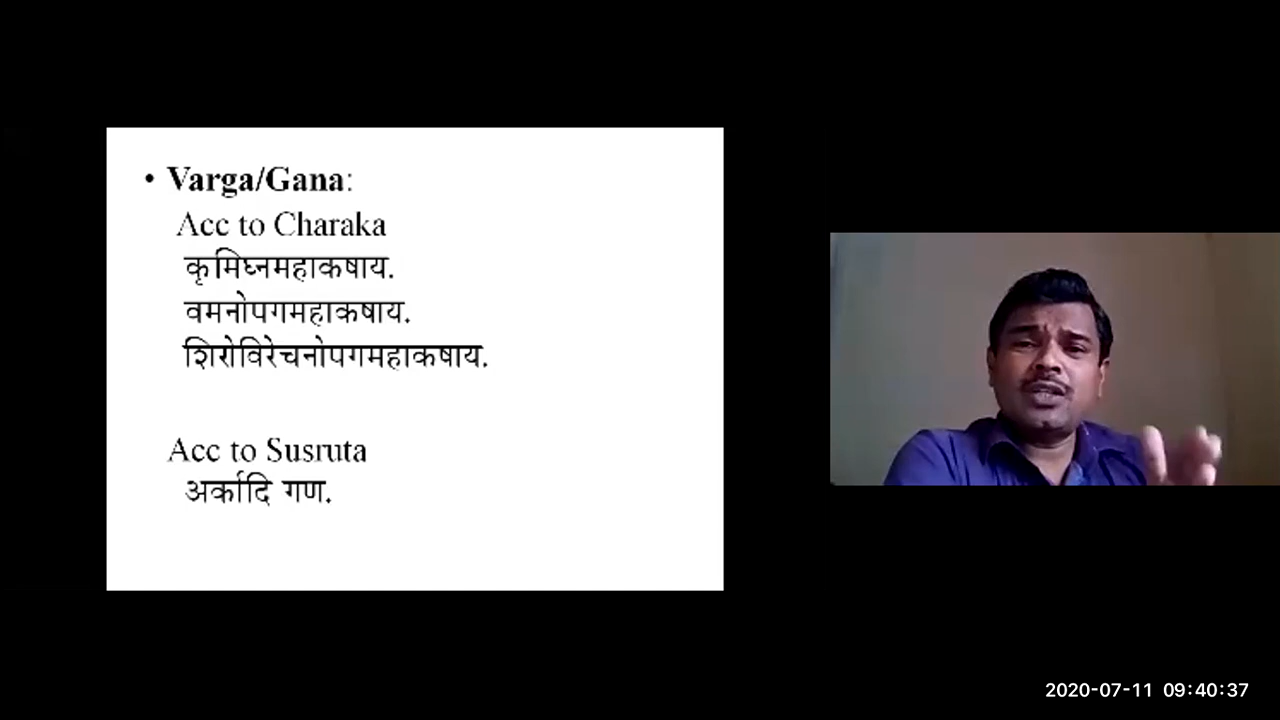 • Varga/Gana:
Acc to Charaka
कृमिघ्नमहाकषाय.
वमनोपगमहाकषाय.
शिरोविरेचनोपगमहाकषाय.
Acc to Susruta
अर्कादि गण.
2020-07-11 09:40:37